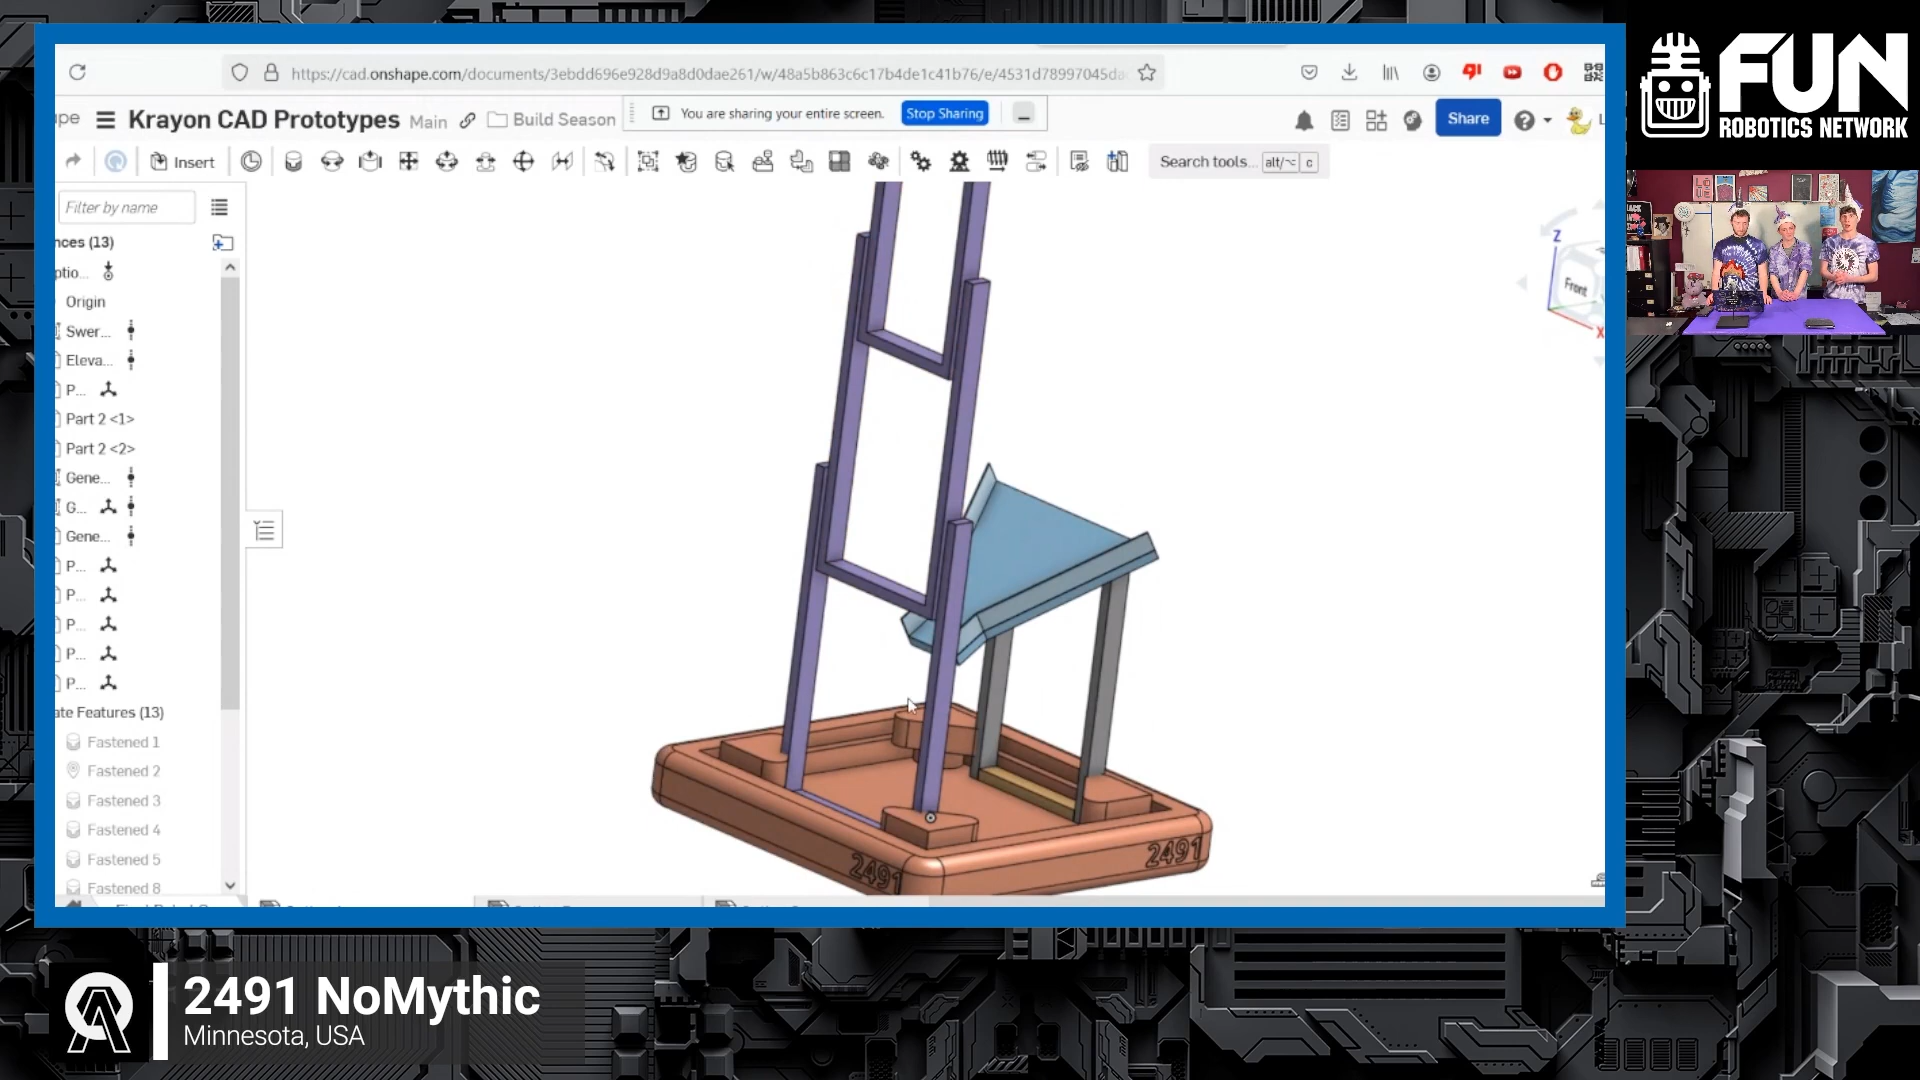 https://cad.onshape.com/documents/3ebdd696e928d9a8d0dae261/w/48a5b863c6c17b4de1c41b76/e/4531d78997045da
Krayon CAD Prototypes Main Build Season
You are sharing your entire screen. Stop Sharing
Share
Insert
Search tools... alt/⌥ c
Filter by name
nces (13)
ptio...
Origin
Swer...
Eleva...
P...
Part 2 <1>
Part 2 <2>
Gene...
G...
Gene...
P...
P...
P...
P...
P...
ate Features (13)
Fastened 1
Fastened 2
Fastened 3
Fastened 4
Fastened 5
Fastened 8
Z
Front
X
2491
2491
FUN
ROBOTICS NETWORK
2491 NoMythic
Minnesota, USA